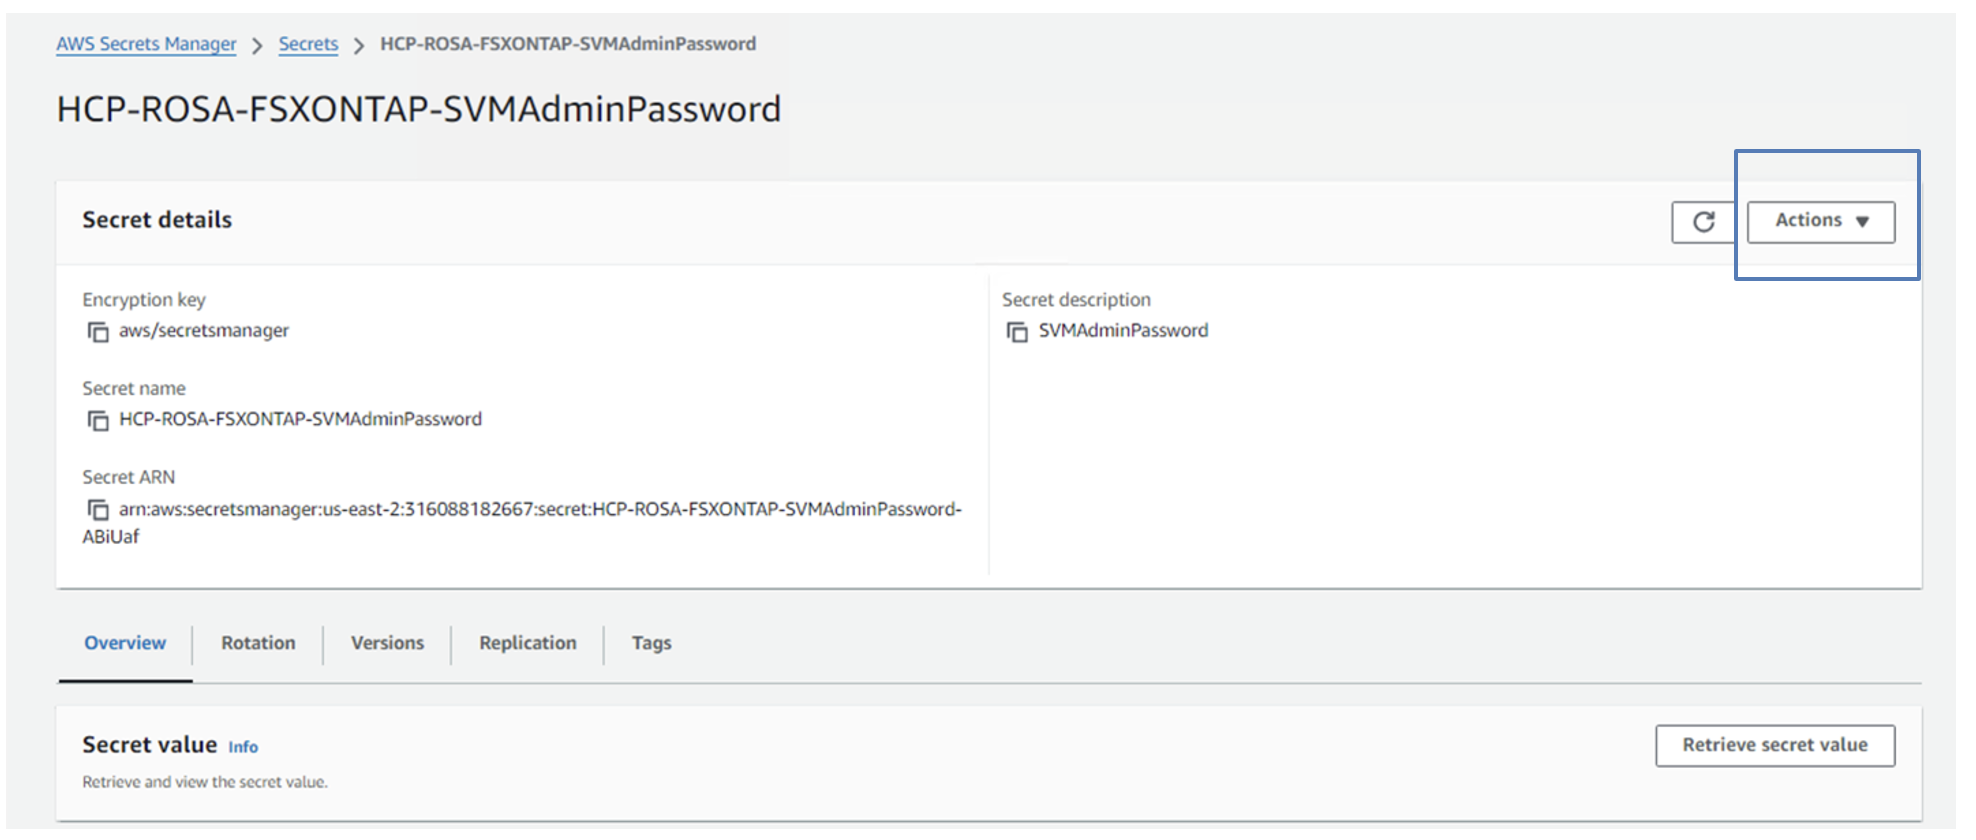 AWS Secrets Manager > Secrets > HCP-ROSA-FSXONTAP-SVMAdminPassword
HCP-ROSA-FSXONTAP-SVMAdminPassword
Secret details
Actions
Encryption key
aws/secretsmanager
Secret name
HCP-ROSA-FSXONTAP-SVMAdminPassword
Secret ARN
arn:aws:secretsmanager:us-east-2:316088182667:secret:HCP-ROSA-FSXONTAP-SVMAdminPassword-
ABiUaf
Secret description
SVMAdminPassword
Overview
Rotation
Versions
Replication
Tags
Secret value Info
Retrieve and view the secret value.
Retrieve secret value